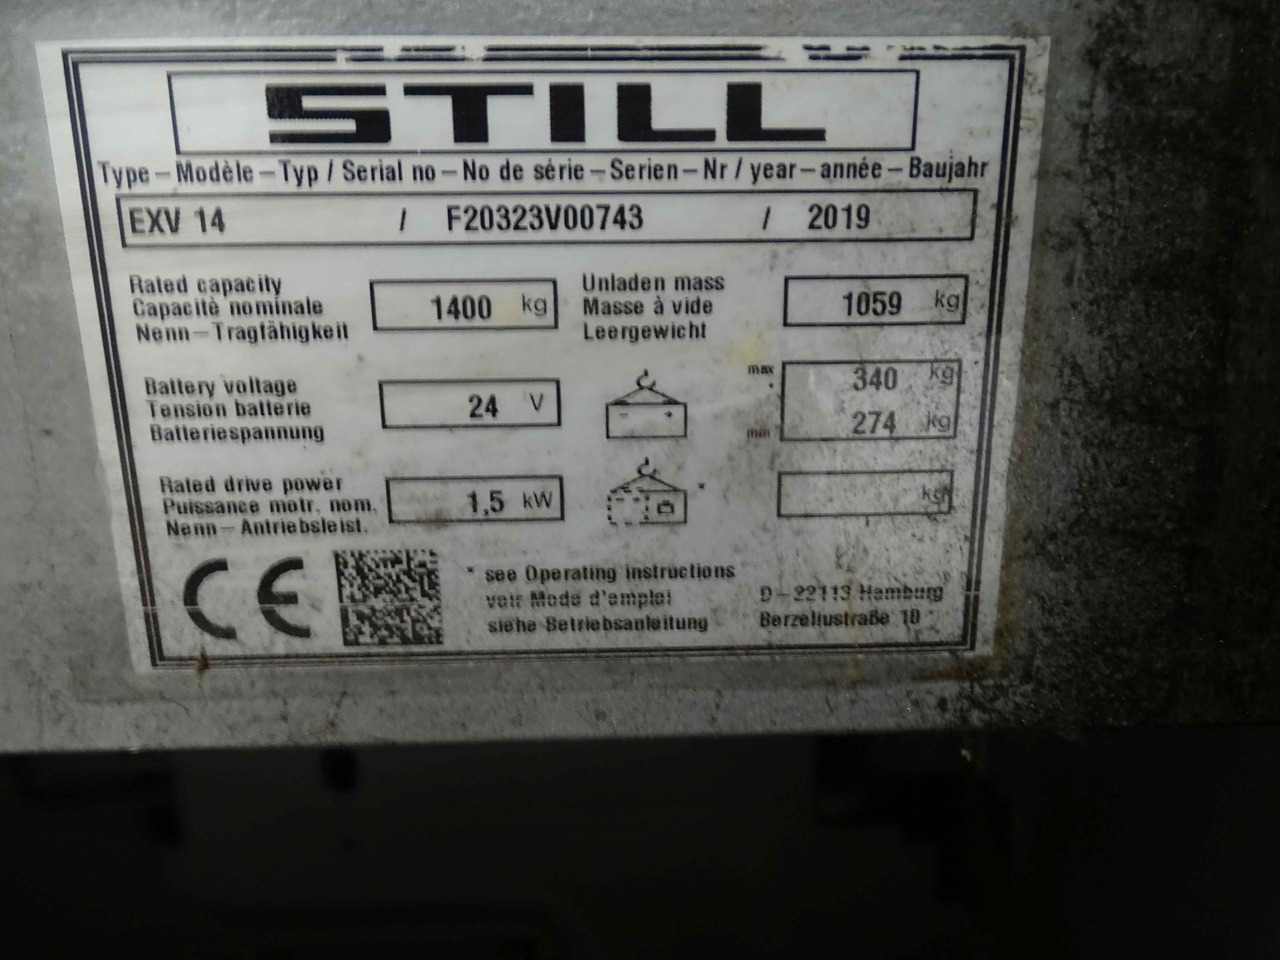 STILL
Type – Modèle – Typ / Serial no – No de série – Serien – Nr / year – année – Baujahr
EXV 14 / F20323V00743 / 2019
Rated capacity
Capacitè nominale
Nenn – Tragfähigkeit
1400 kg
Unladen mass
Masse à vide
Leergewicht
1059 kg
Battery voltage
Tension batterie
Batteriespannung
24 V
- +
max 340 kg
min 274 kg
Rated drive power
Puissance motr. nom.
Nenn – Antriebsleist.
1,5 kW
*
kg
CE
* see Operating instructions
voir Mode d'emploi
siehe Betriebsanleitung
D – 22113 Hamburg
Berzeliustraße 10